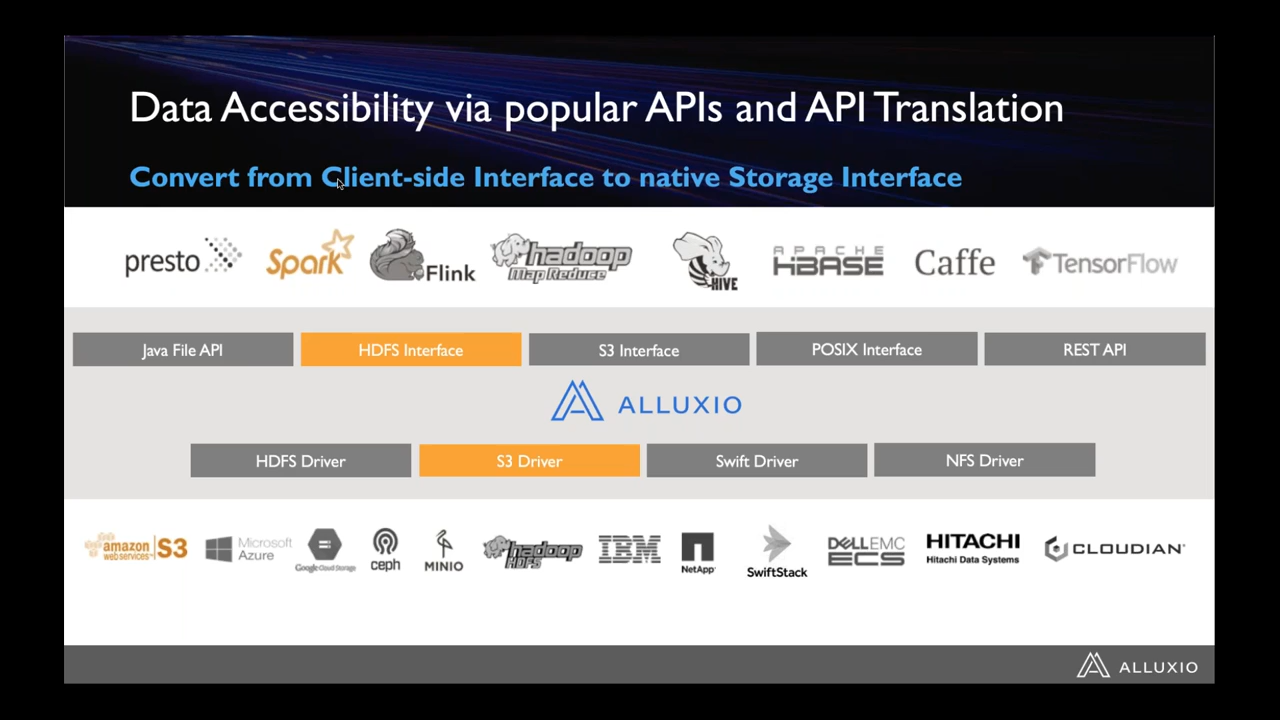 Data Accessibility via popular APIs and API Translation
Convert from Client-side Interface to native Storage Interface
presto
Spark
Flink
hadoop
Map Reduce
HIVE
APACHE
HBASE
Caffe
TensorFlow
Java File API
HDFS Interface
S3 Interface
POSIX Interface
REST API
ALLUXIO
HDFS Driver
S3 Driver
Swift Driver
NFS Driver
amazon
web services™
S3
Microsoft
Azure
Google Cloud Storage
ceph
MINIO
hadoop
HDFS
IBM
NetApp
SwiftStack
DELLEMC
ECS
HITACHI
Hitachi Data Systems
CLOUDIAN
ALLUXIO